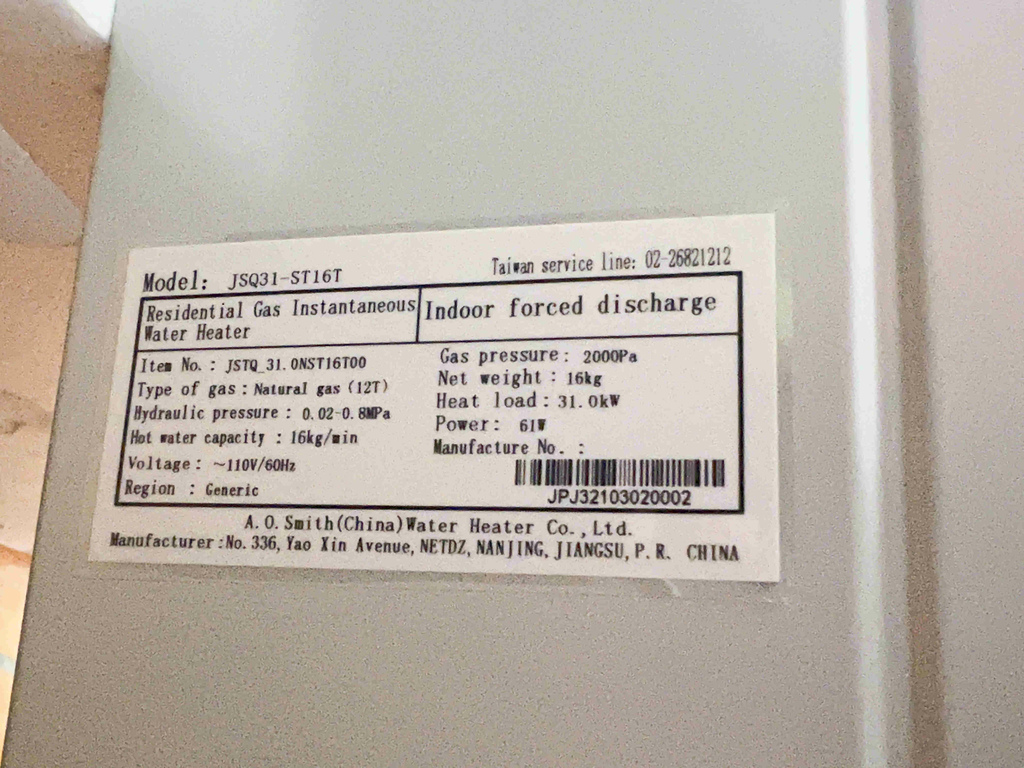 Model: JSQ31-ST16T
Taiwan service line: 02-26821212
Residential Gas Instantaneous
Water Heater
Indoor forced discharge
Item No.: JSTQ_31.0NST16T00
Type of gas: Natural gas (12T)
Hydraulic pressure: 0.02-0.8MPa
Hot water capacity: 16kg/min
Voltage: ~110V/60Hz
Region: Generic
Gas pressure: 2000Pa
Net weight: 16kg
Heat load: 31.0kW
Power: 61W
Manufacture No.:
JPJ32103020002
A.O.Smith(China)Water Heater Co.,Ltd.
Manufacturer:No.336, Yao Xin Avenue, NETDZ, NANJING, JIANGSU, P.R. CHINA